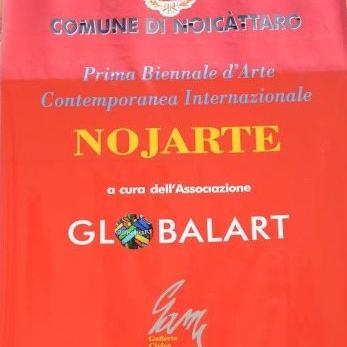 COMUNE DI NOICÀTTARO
Prima Biennale d'Arte
Contemporanea Internazionale
NOJARTE
a cura dell'Associazione
GLOBALART
Galleria
Civica